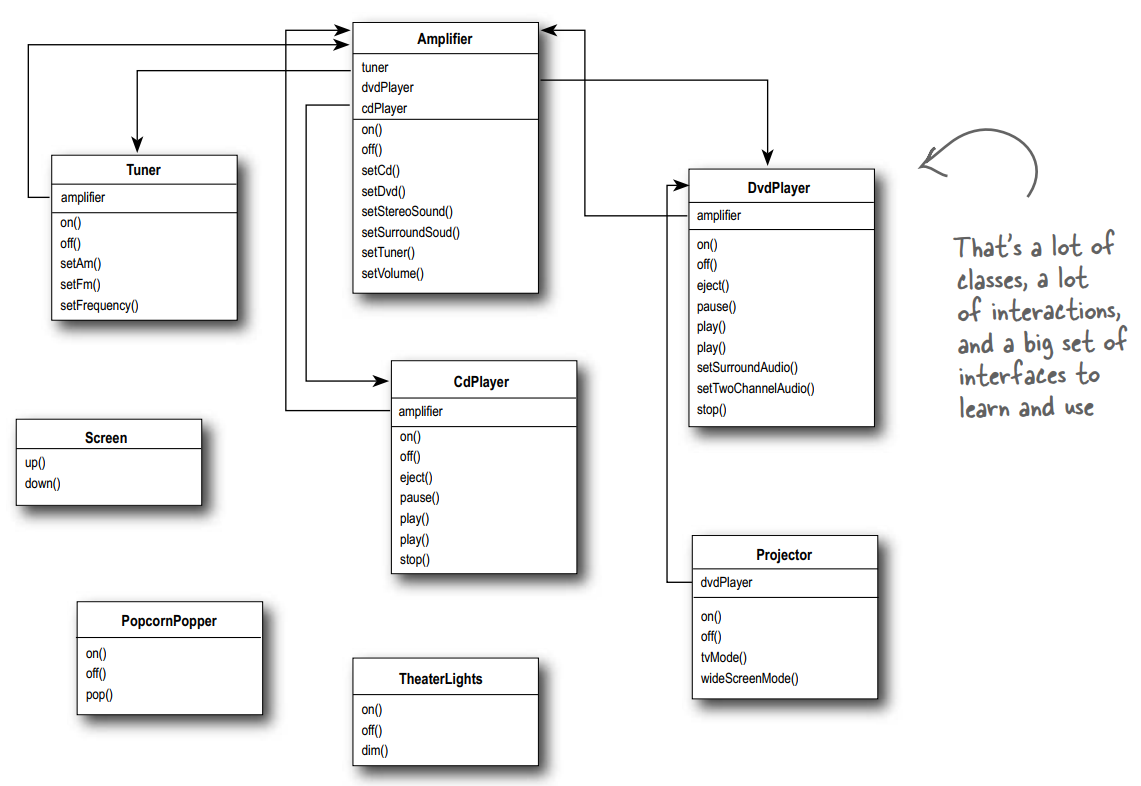 Amplifier
tuner
dvdPlayer
cdPlayer
on()
off()
setCd()
setDvd()
setStereoSound()
setSurroundSoud()
setTuner()
setVolume()
Tuner
amplifier
on()
off()
setAm()
setFm()
setFrequency()
DvdPlayer
amplifier
on()
off()
eject()
pause()
play()
play()
setSurroundAudio()
setTwoChannelAudio()
stop()
That's a lot of
classes, a lot
of interactions,
and a big set of
interfaces to
learn and use
CdPlayer
amplifier
on()
off()
eject()
pause()
play()
play()
stop()
Screen
up()
down()
Projector
dvdPlayer
on()
off()
tvMode()
wideScreenMode()
PopcornPopper
on()
off()
pop()
TheaterLights
on()
off()
dim()